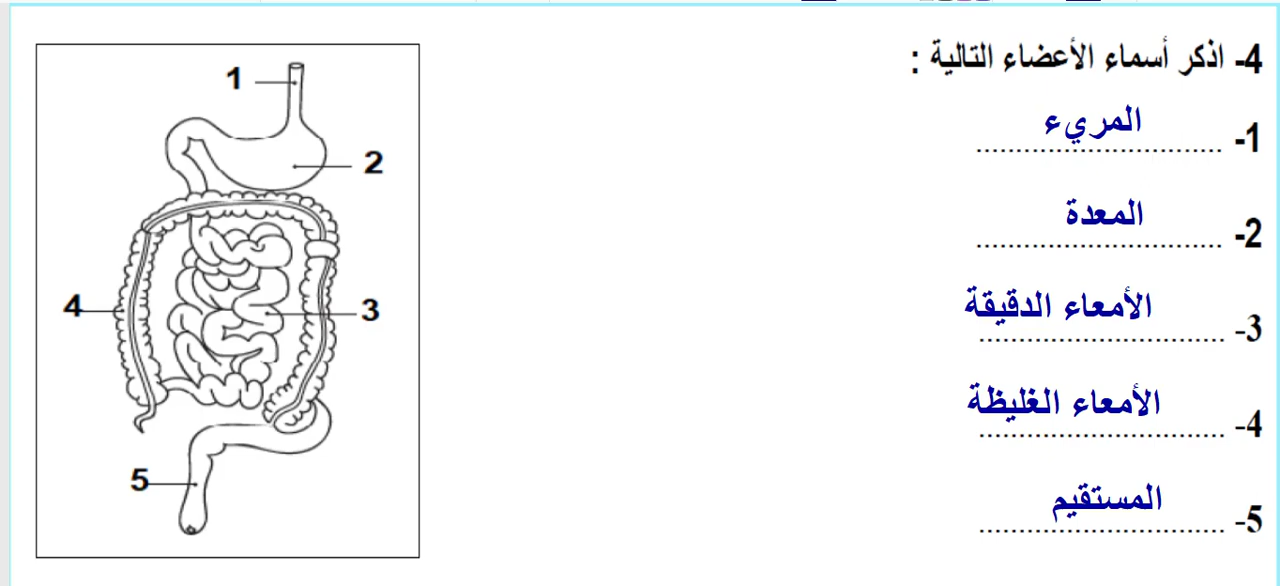 4- اذكر أسماء الأعضاء التالية :
1- المريء
2- المعدة
3- الأمعاء الدقيقة
4- الأمعاء الغليظة
5- المستقيم
1
2
3
4
5